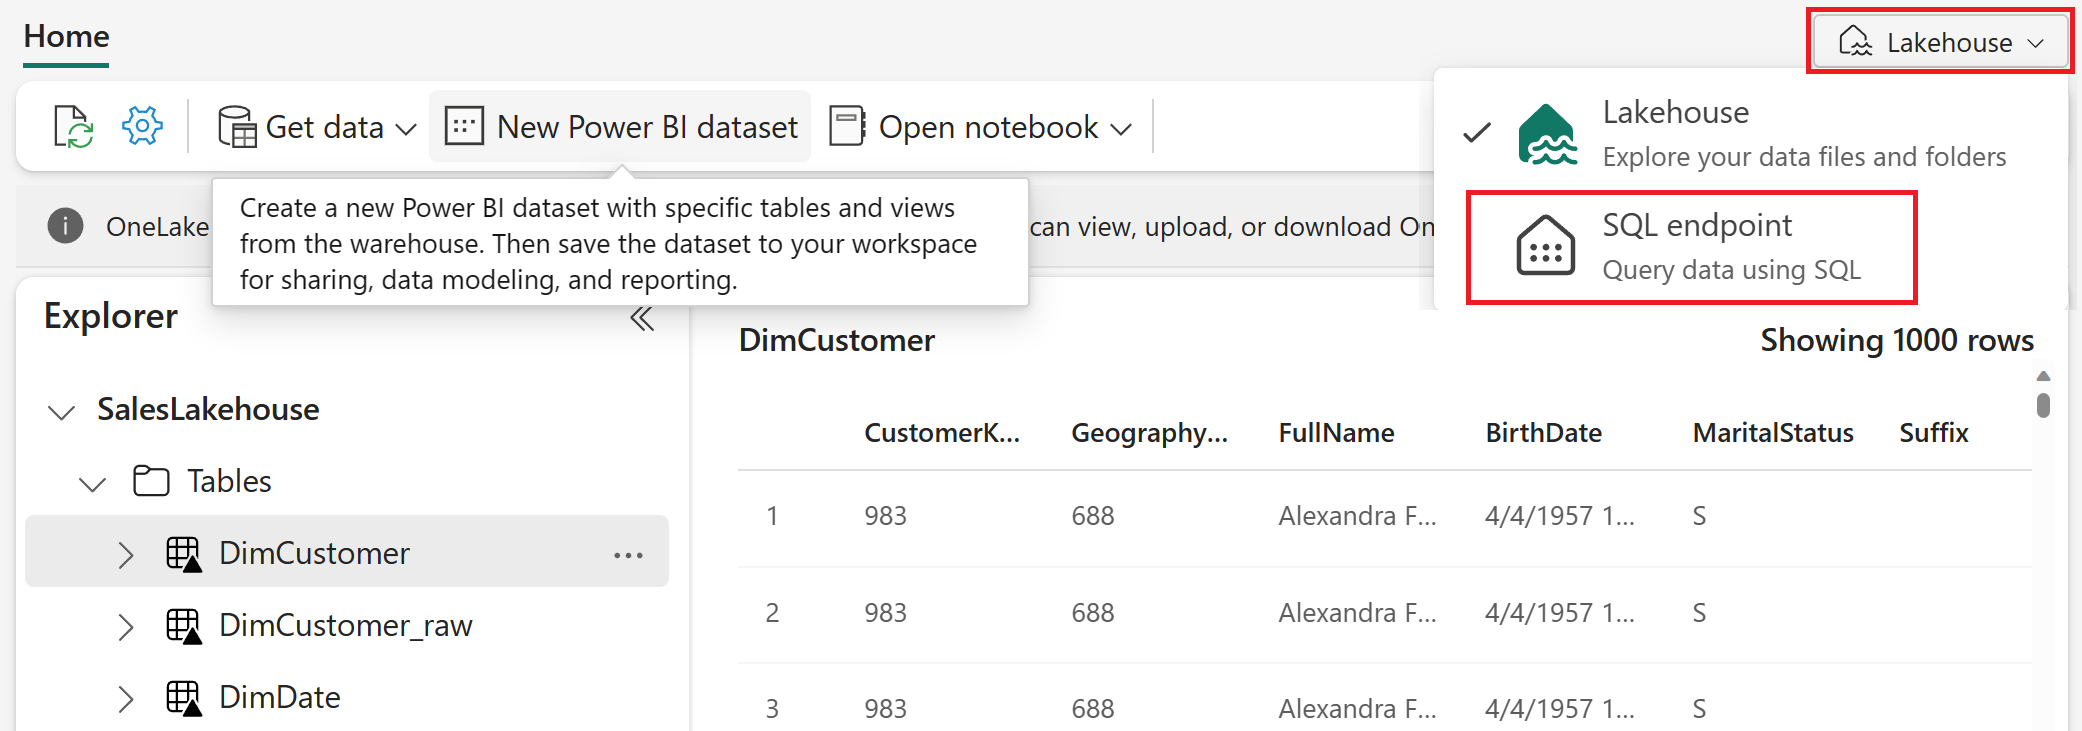 Home
Lakehouse
Get data
New Power BI dataset
Open notebook
Lakehouse
Explore your data files and folders
SQL endpoint
Query data using SQL
Create a new Power BI dataset with specific tables and views
from the warehouse. Then save the dataset to your workspace
for sharing, data modeling, and reporting.
OneLake can view, upload, or download On
Explorer
SalesLakehouse
Tables
DimCustomer
DimCustomer_raw
DimDate
DimCustomer Showing 1000 rows
CustomerK... Geography... FullName BirthDate MaritalStatus Suffix
1 983 688 Alexandra F... 4/4/1957 1... S
2 983 688 Alexandra F... 4/4/1957 1... S
3 983 688 Alexandra F... 4/4/1957 1... S